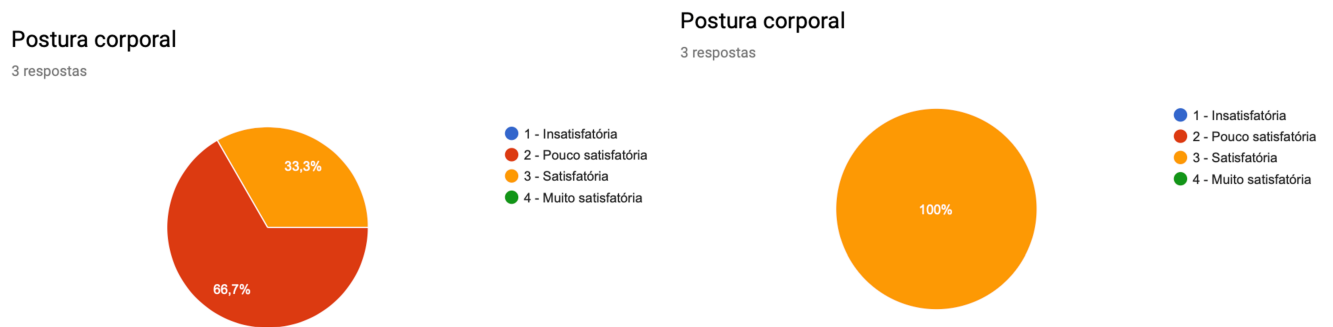 Postura corporal
3 respostas
33,3%
66,7%
1 - Insatisfatória
2 - Pouco satisfatória
3 - Satisfatória
4 - Muito satisfatória
Postura corporal
3 respostas
100%
1 - Insatisfatória
2 - Pouco satisfatória
3 - Satisfatória
4 - Muito satisfatória